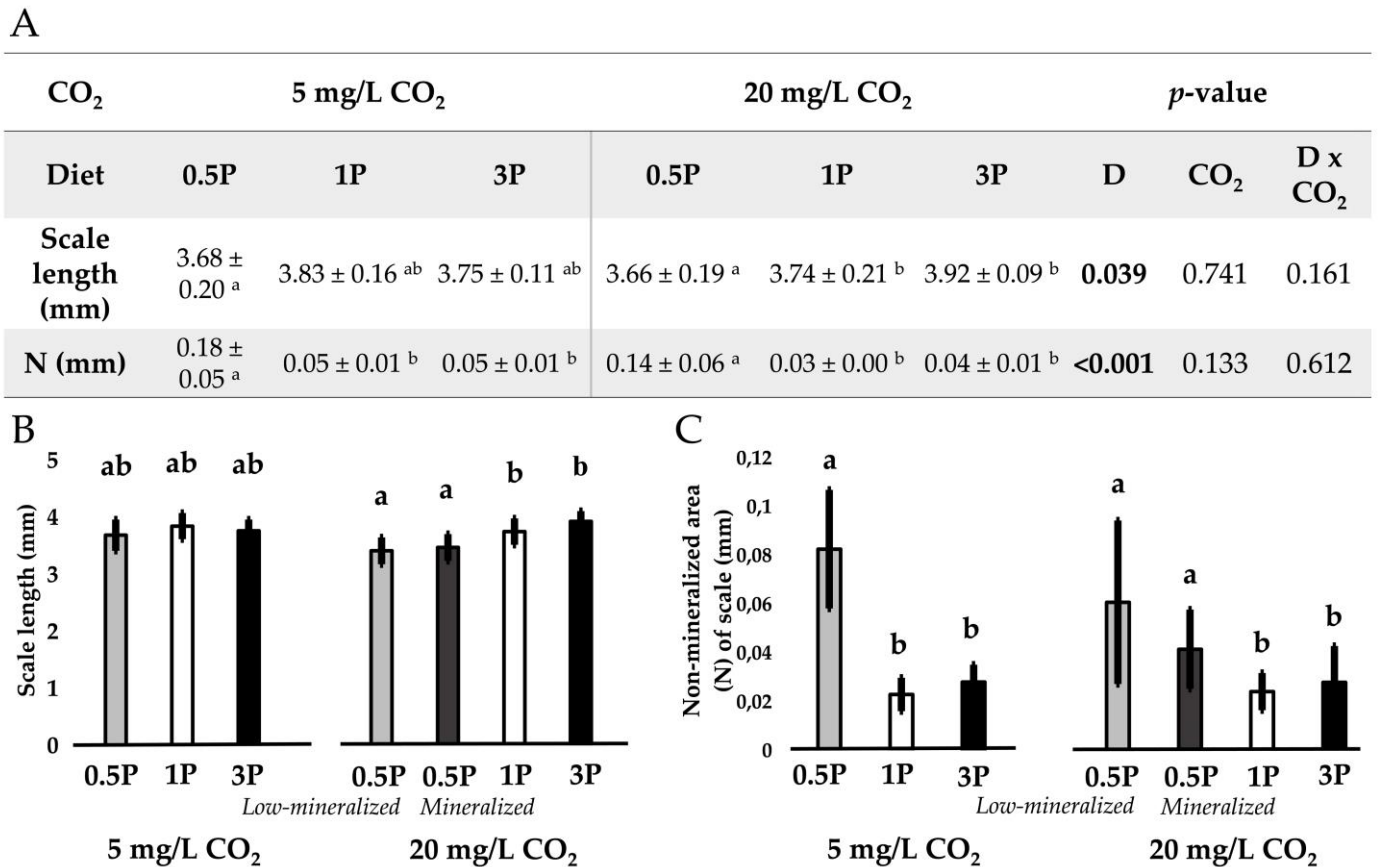 A
CO₂ 5 mg/L CO₂ 20 mg/L CO₂ p-value
Diet 0.5P 1P 3P 0.5P 1P 3P D CO₂ D x CO₂
Scale length (mm) 3.68 ± 0.20 ᵃ 3.83 ± 0.16 ᵃᵇ 3.75 ± 0.11 ᵃᵇ 3.66 ± 0.19 ᵃ 3.74 ± 0.21 ᵇ 3.92 ± 0.09 ᵇ 0.039 0.741 0.161
N (mm) 0.18 ± 0.05 ᵃ 0.05 ± 0.01 ᵇ 0.05 ± 0.01 ᵇ 0.14 ± 0.06 ᵃ 0.03 ± 0.00 ᵇ 0.04 ± 0.01 ᵇ <0.001 0.133 0.612
B
Scale length (mm)
5
4
3
2
1
0
ab ab ab a a b b
0.5P 1P 3P 0.5P 0.5P 1P 3P
Low-mineralized Mineralized
5 mg/L CO₂ 20 mg/L CO₂
C
Non-mineralized area
(N) of scale (mm)
0,12
0,1
0,08
0,06
0,04
0,02
0
a b b a a b b
0.5P 1P 3P 0.5P 0.5P 1P 3P
Low-mineralized Mineralized
5 mg/L CO₂ 20 mg/L CO₂